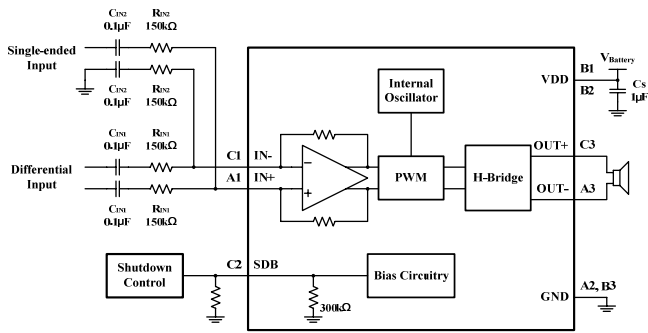 CIN2 RIN2
0.1μF 150kΩ
Single-ended
Input
CIN2 RIN2
0.1μF 150kΩ
CIN1 RIN1
0.1μF 150kΩ
Differential
Input
CIN1 RIN1
0.1μF 150kΩ
Shutdown
Control
C1 IN-
A1 IN+
C2 SDB
−
+
300kΩ
Internal
Oscillator
PWM
H-Bridge
Bias Circuitry
VDD
B1
B2
VBattery
Cs
1μF
OUT+ C3
OUT− A3
GND
A2, B3